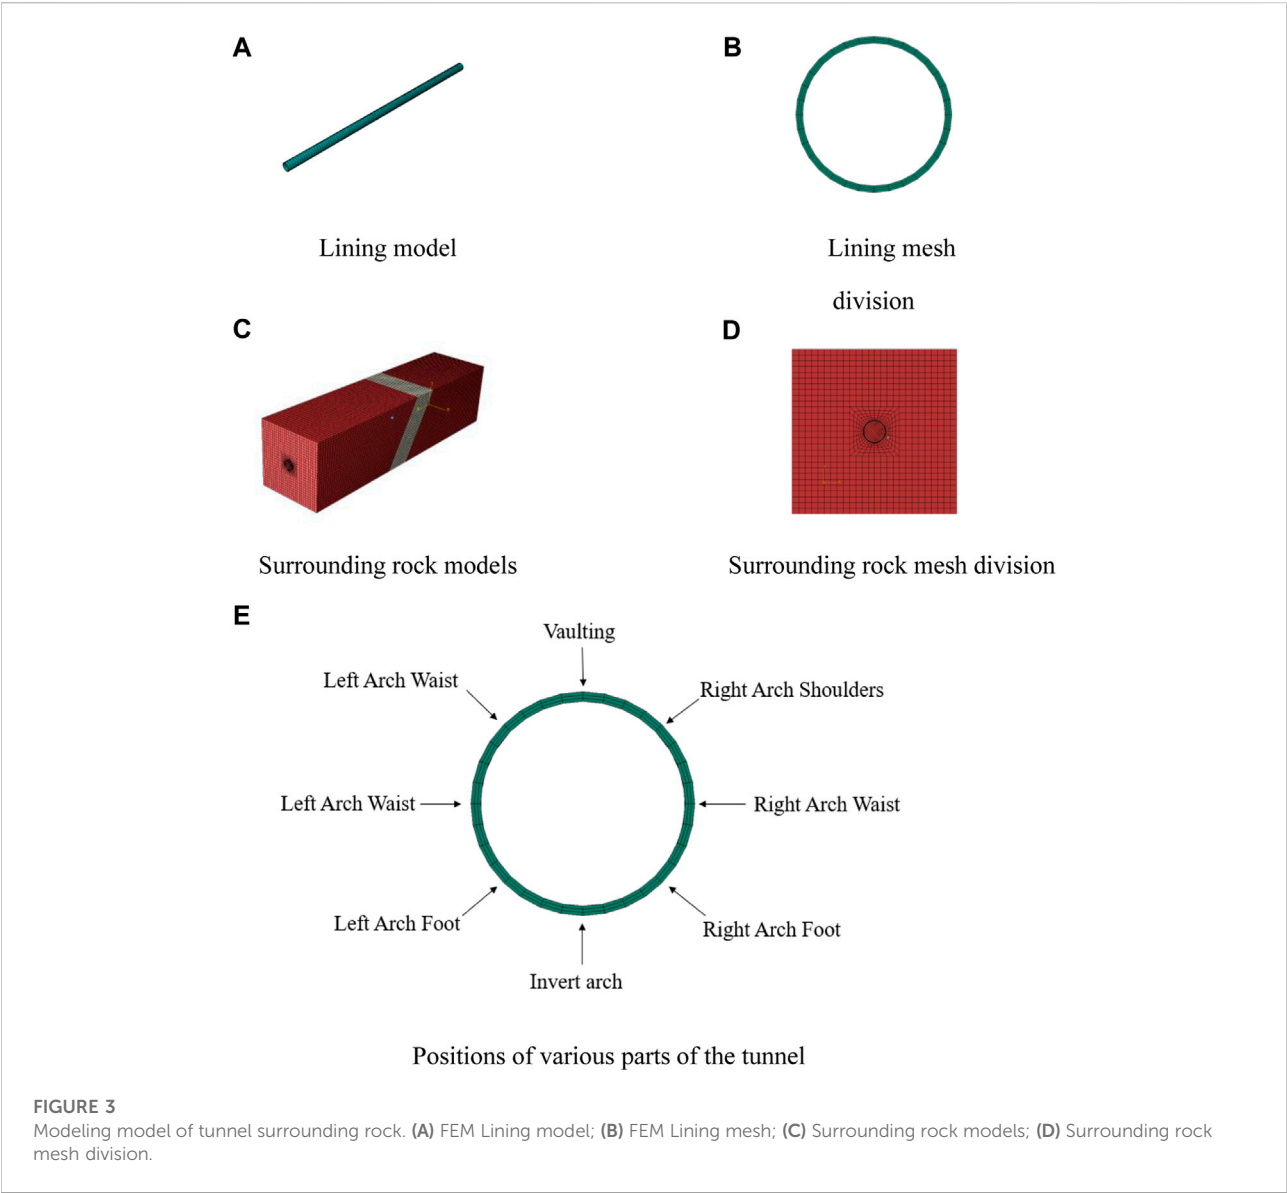 A
B
Lining model
Lining mesh
division
C
D
Surrounding rock models
Surrounding rock mesh division
E
Vaulting
Left Arch Waist
Right Arch Shoulders
Left Arch Waist
Right Arch Waist
Left Arch Foot
Right Arch Foot
Invert arch
Positions of various parts of the tunnel
FIGURE 3
Modeling model of tunnel surrounding rock. (A) FEM Lining model; (B) FEM Lining mesh; (C) Surrounding rock models; (D) Surrounding rock
mesh division.